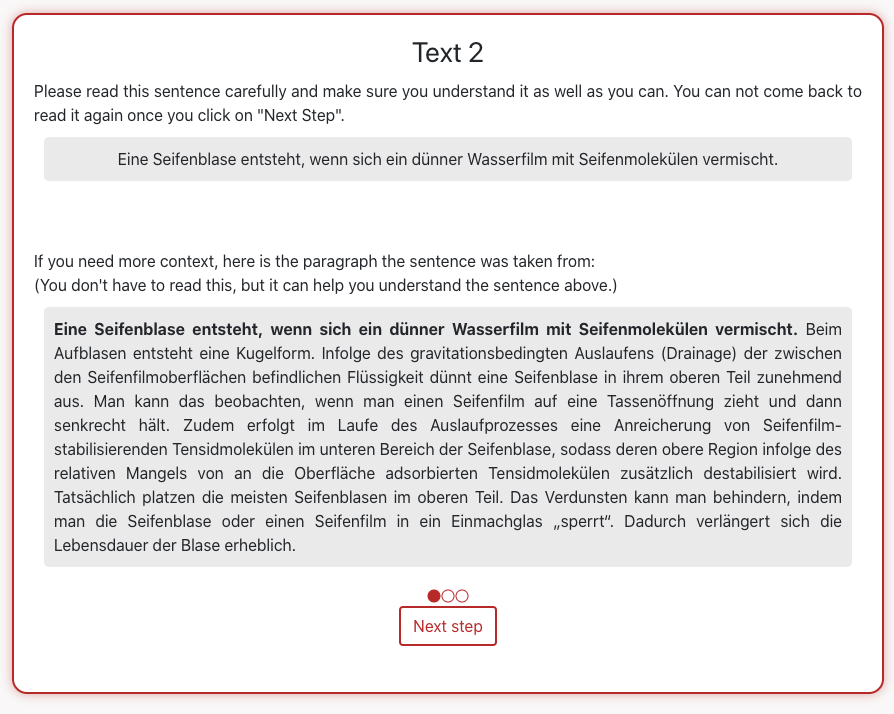 Text 2
Please read this sentence carefully and make sure you understand it as well as you can. You can not come back to
read it again once you click on "Next Step".
Eine Seifenblase entsteht, wenn sich ein dünner Wasserfilm mit Seifenmolekülen vermischt.
If you need more context, here is the paragraph the sentence was taken from:
(You don't have to read this, but it can help you understand the sentence above.)
Eine Seifenblase entsteht, wenn sich ein dünner Wasserfilm mit Seifenmolekülen vermischt. Beim
Aufblasen entsteht eine Kugelform. Infolge des gravitationsbedingten Auslaufens (Drainage) der zwischen
den Seifenfilmoberflächen befindlichen Flüssigkeit dünnt eine Seifenblase in ihrem oberen Teil zunehmend
aus. Man kann das beobachten, wenn man einen Seifenfilm auf eine Tassenöffnung zieht und dann
senkrecht hält. Zudem erfolgt im Laufe des Auslaufprozesses eine Anreicherung von Seifenfilm-
stabilisierenden Tensidmolekülen im unteren Bereich der Seifenblase, sodass deren obere Region infolge des
relativen Mangels von an die Oberfläche adsorbierten Tensidmolekülen zusätzlich destabilisiert wird.
Tatsächlich platzen die meisten Seifenblasen im oberen Teil. Das Verdunsten kann man behindern, indem
man die Seifenblase oder einen Seifenfilm in ein Einmachglas „sperrt“. Dadurch verlängert sich die
Lebensdauer der Blase erheblich.
Next step